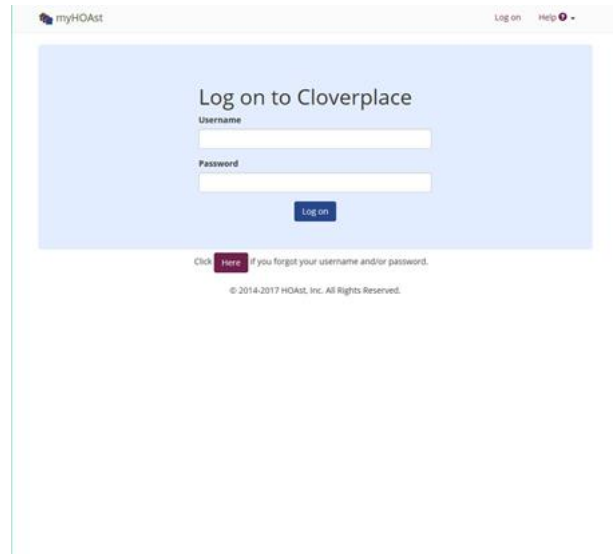 myHOAst Log on Help
Log on to Cloverplace
Username
Password
Log on
Click Here if you forgot your username and/or password.
© 2014-2017 HOAst, Inc. All Rights Reserved.